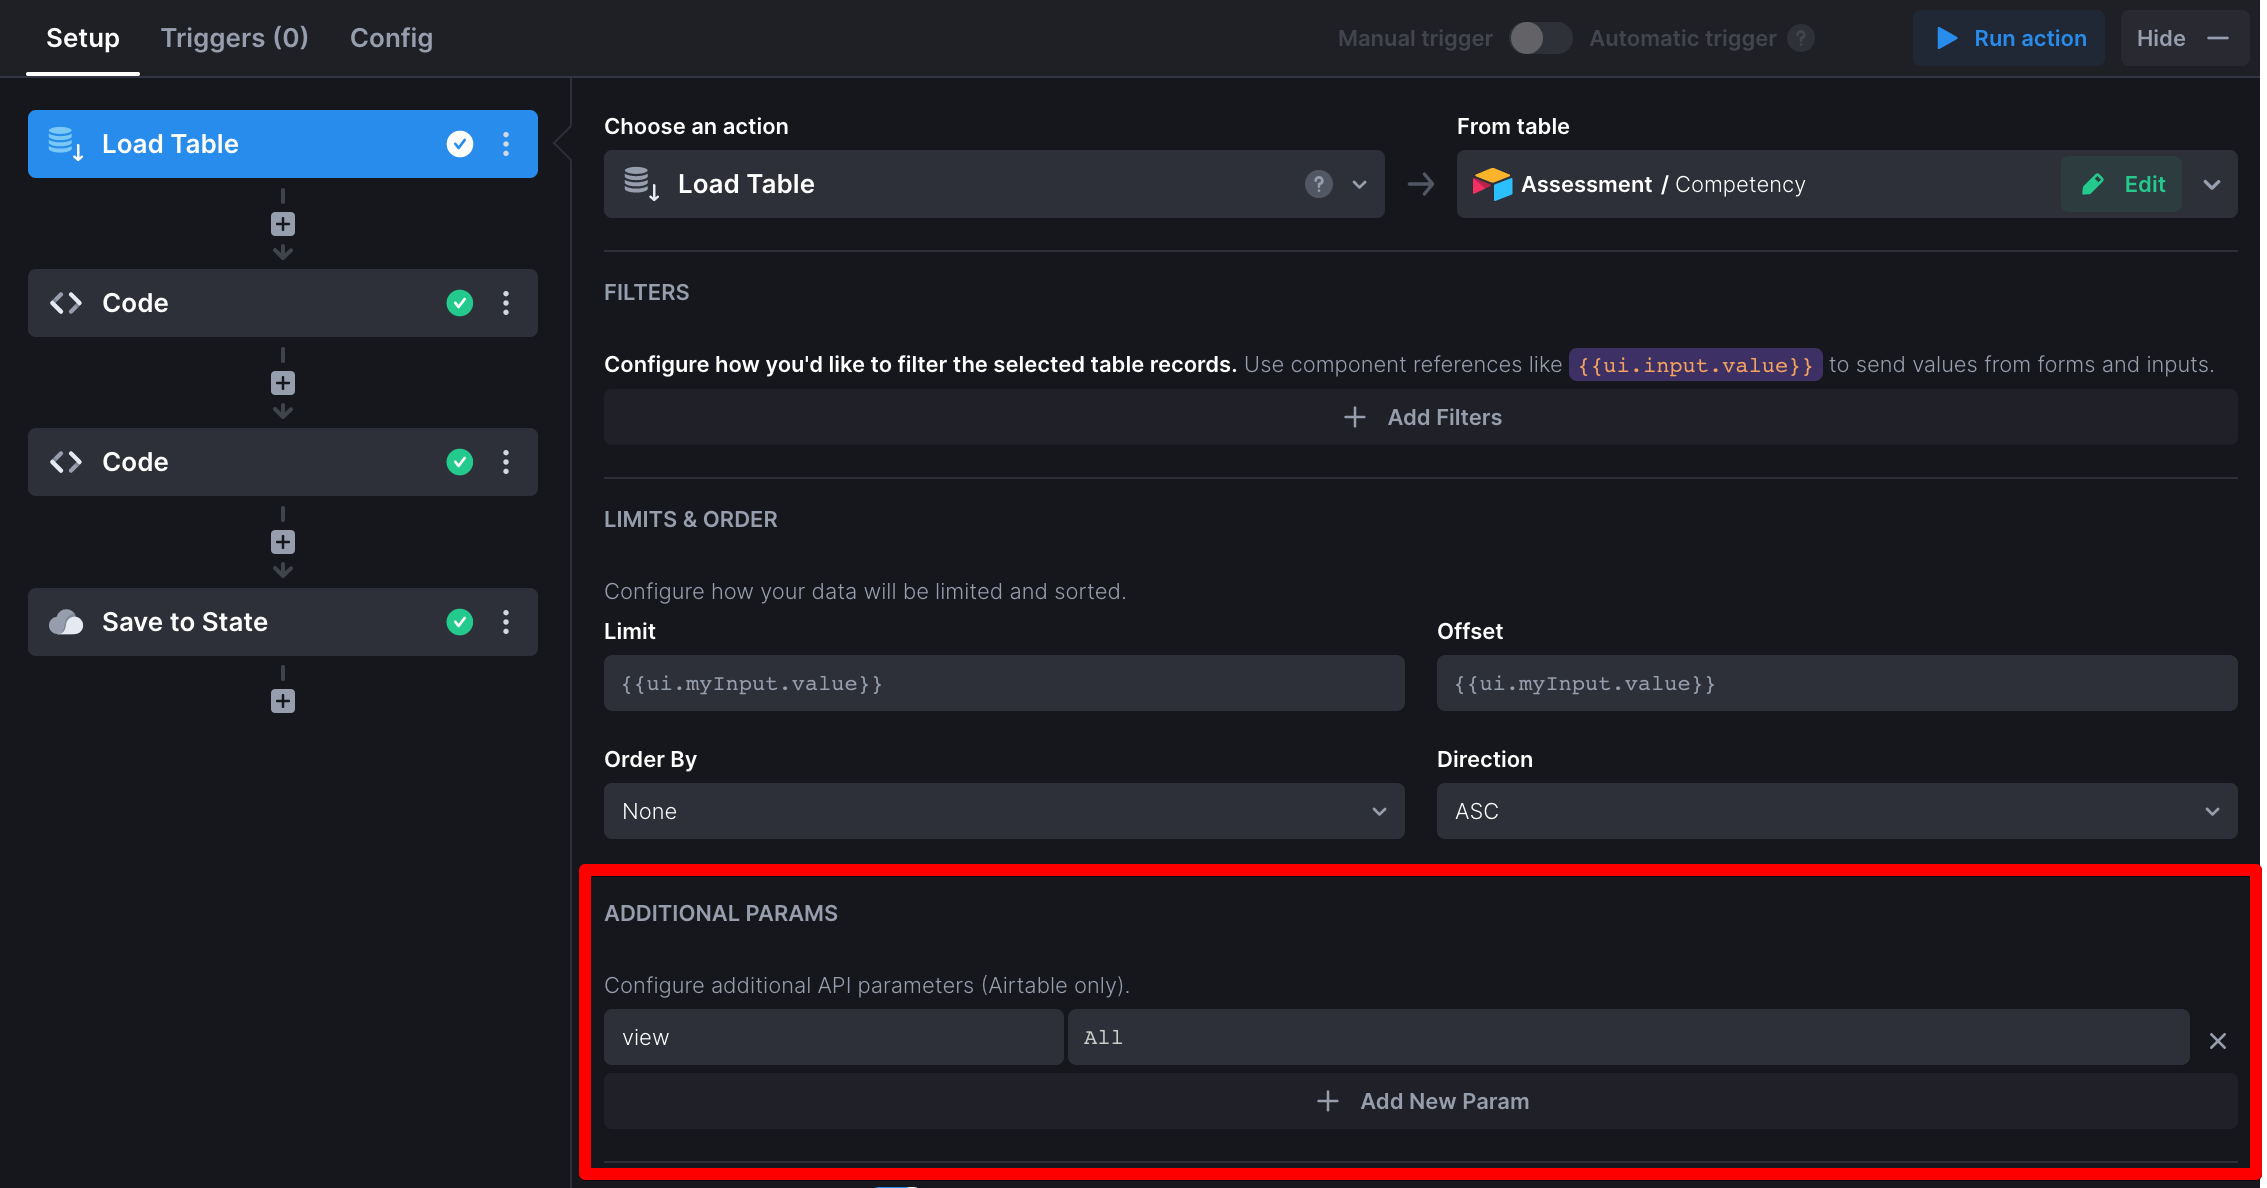 Setup Triggers (0) Config Manual trigger Automatic trigger ? Run action Hide
Load Table
Code
Code
Save to State
Choose an action
Load Table ?
From table
Assessment / Competency Edit
FILTERS
Configure how you'd like to filter the selected table records. Use component references like {{ui.input.value}} to send values from forms and inputs.
Add Filters
LIMITS & ORDER
Configure how your data will be limited and sorted.
Limit
{{ui.myInput.value}}
Offset
{{ui.myInput.value}}
Order By
None
Direction
ASC
ADDITIONAL PARAMS
Configure additional API parameters (Airtable only).
view All
Add New Param